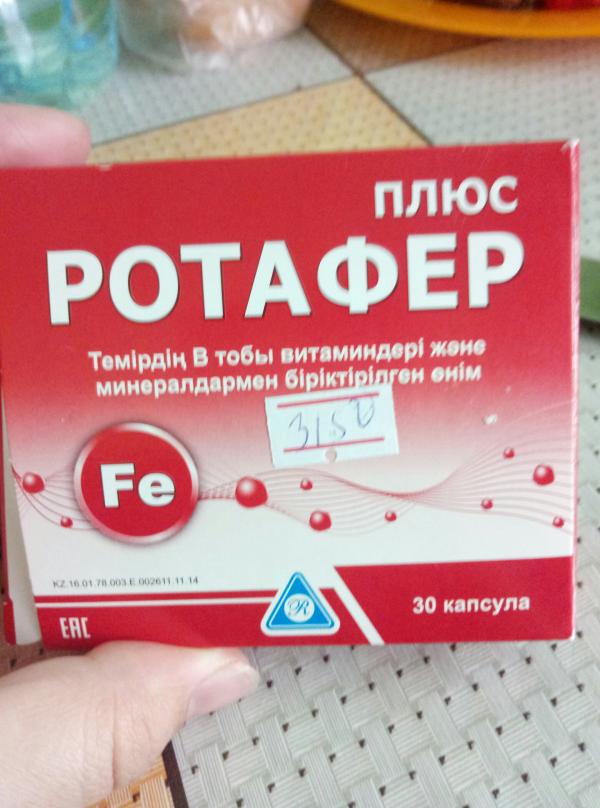 ПЛЮС
РОТАФЕР
Темірдің В тобы витаминдері және
минералдармен біріктірілген өнім
3150
Fe
KZ.16.01.78.003.E.002611.11.14
R
30 капсула
EAC